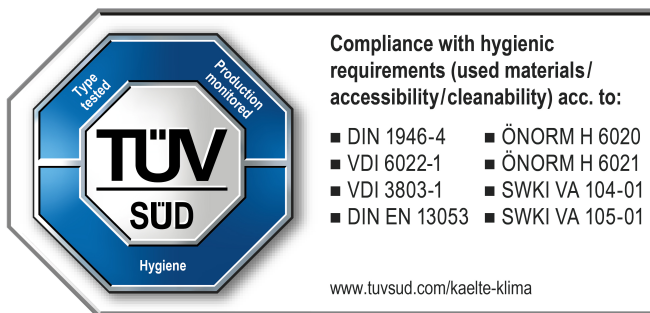 Type
tested
Production
monitored
TÜV
SÜD
Hygiene
Compliance with hygienic
requirements (used materials/
accessibility/cleanability) acc. to:
■ DIN 1946-4 ■ ÖNORM H 6020
■ VDI 6022-1 ■ ÖNORM H 6021
■ VDI 3803-1 ■ SWKI VA 104-01
■ DIN EN 13053 ■ SWKI VA 105-01
www.tuvsud.com/kaelte-klima